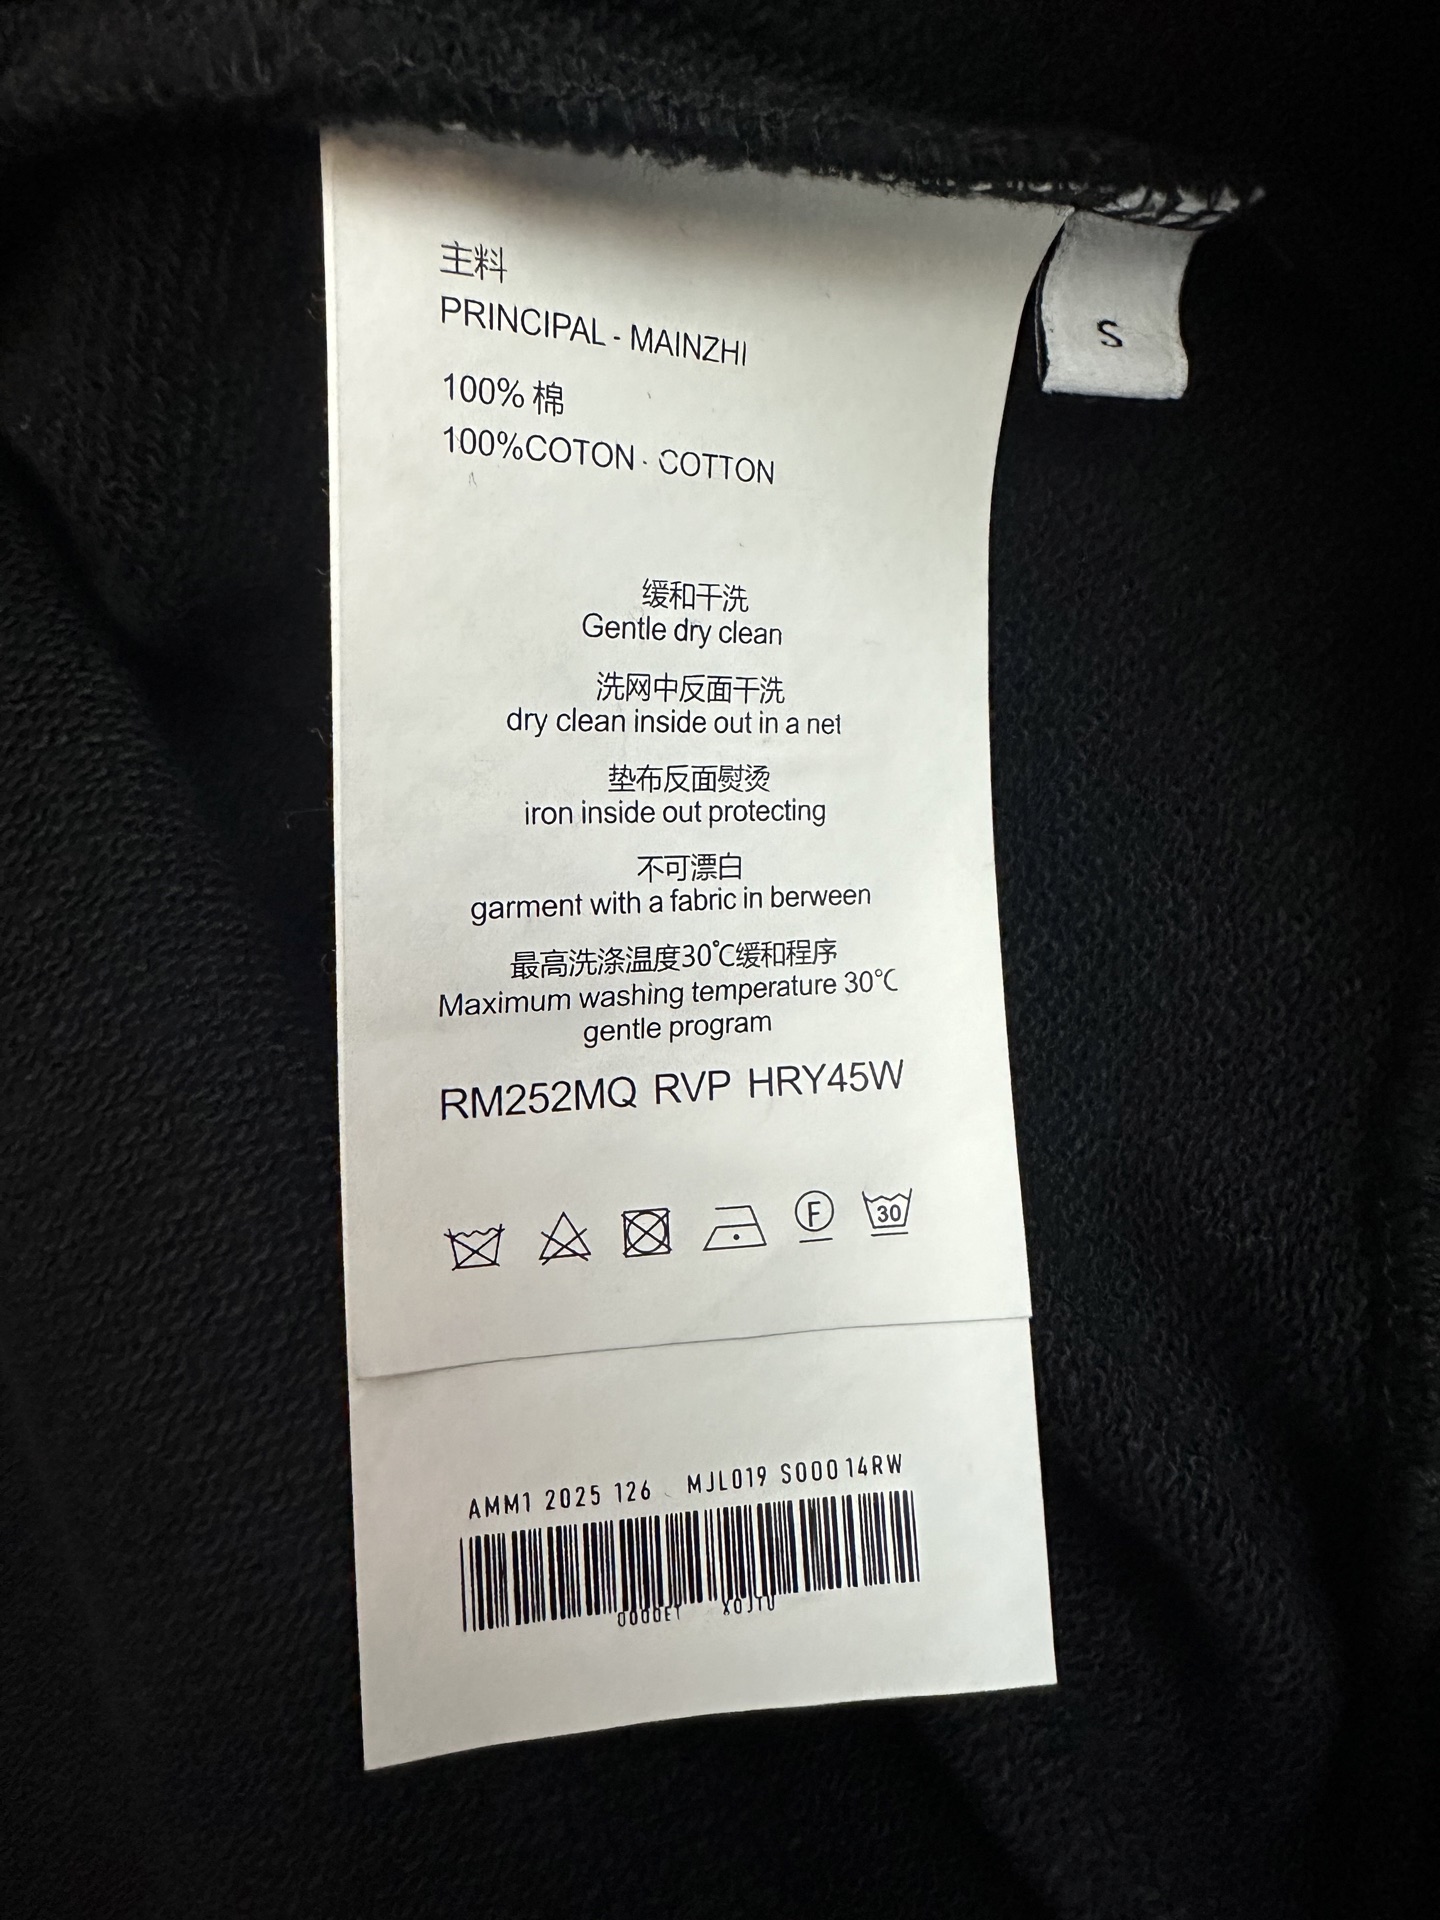 主料
PRINCIPAL - MAINZHI
100% 棉
100%COTON · COTTON
S
缓和干洗
Gentle dry clean
洗网中反面干洗
dry clean inside out in a net
垫布反面熨烫
iron inside out protecting
不可漂白
garment with a fabric in berween
最高洗涤温度30℃缓和程序
Maximum washing temperature 30℃
gentle program
RM252MQ RVP HRY45W
F
30
AMM1 2025 126 MJL019 S00014RW